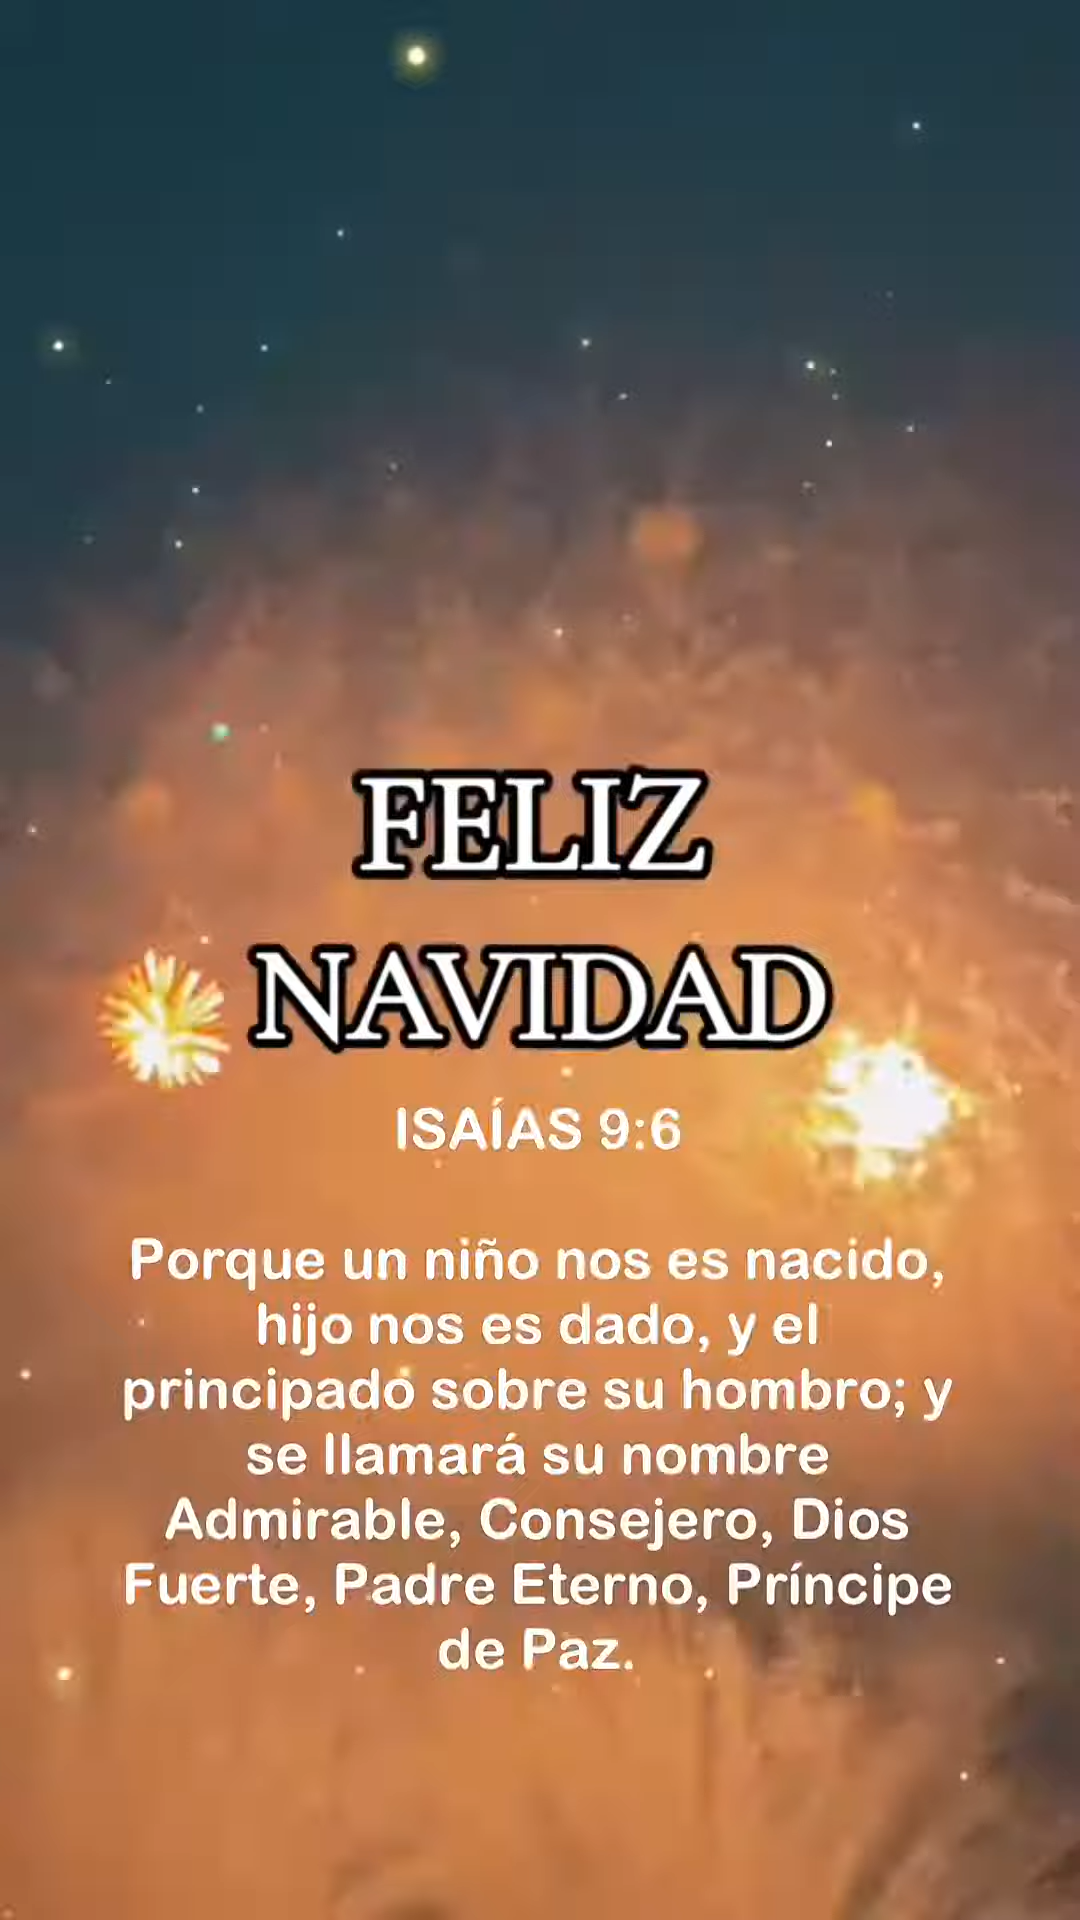 FELIZ
NAVIDAD
ISAÍAS 9:6
Porque un niño nos es nacido,
hijo nos es dado, y el
principado sobre su hombro; y
se llamará su nombre
Admirable, Consejero, Dios
Fuerte, Padre Eterno, Príncipe
de Paz.